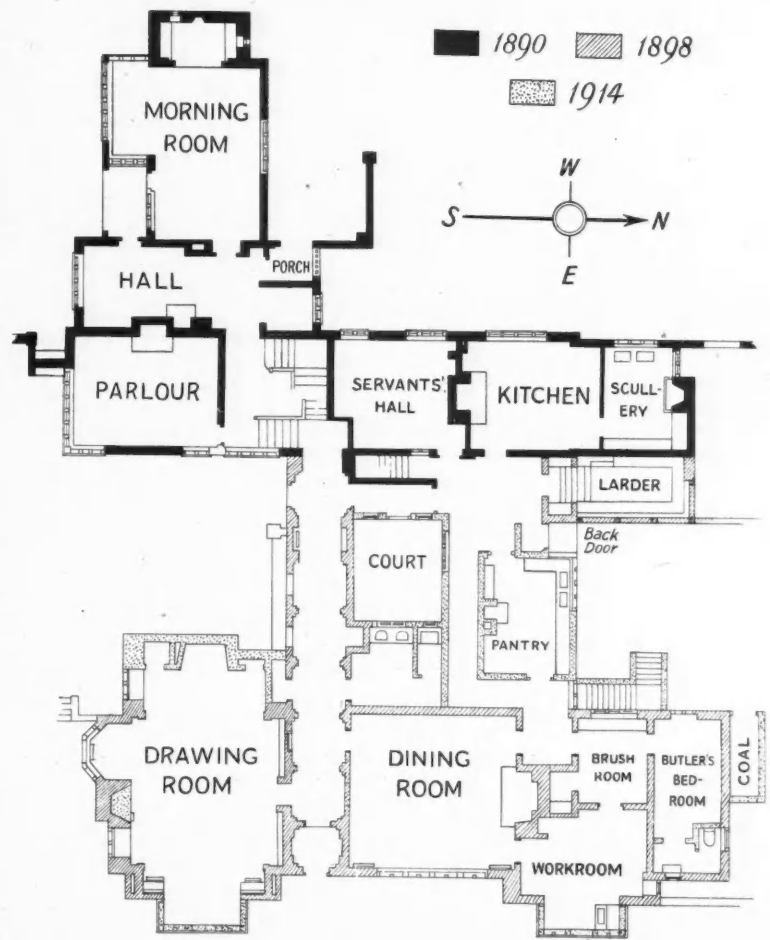 1890
1898
1914
W
S
N
E
MORNING
ROOM
HALL
PORCH
PARLOUR
SERVANTS'
HALL
KITCHEN
SCULL-
ERY
LARDER
Back
Door
COURT
PANTRY
DRAWING
ROOM
DINING
ROOM
BRUSH
ROOM
BUTLER'S
BED-
ROOM
COAL
WORKROOM